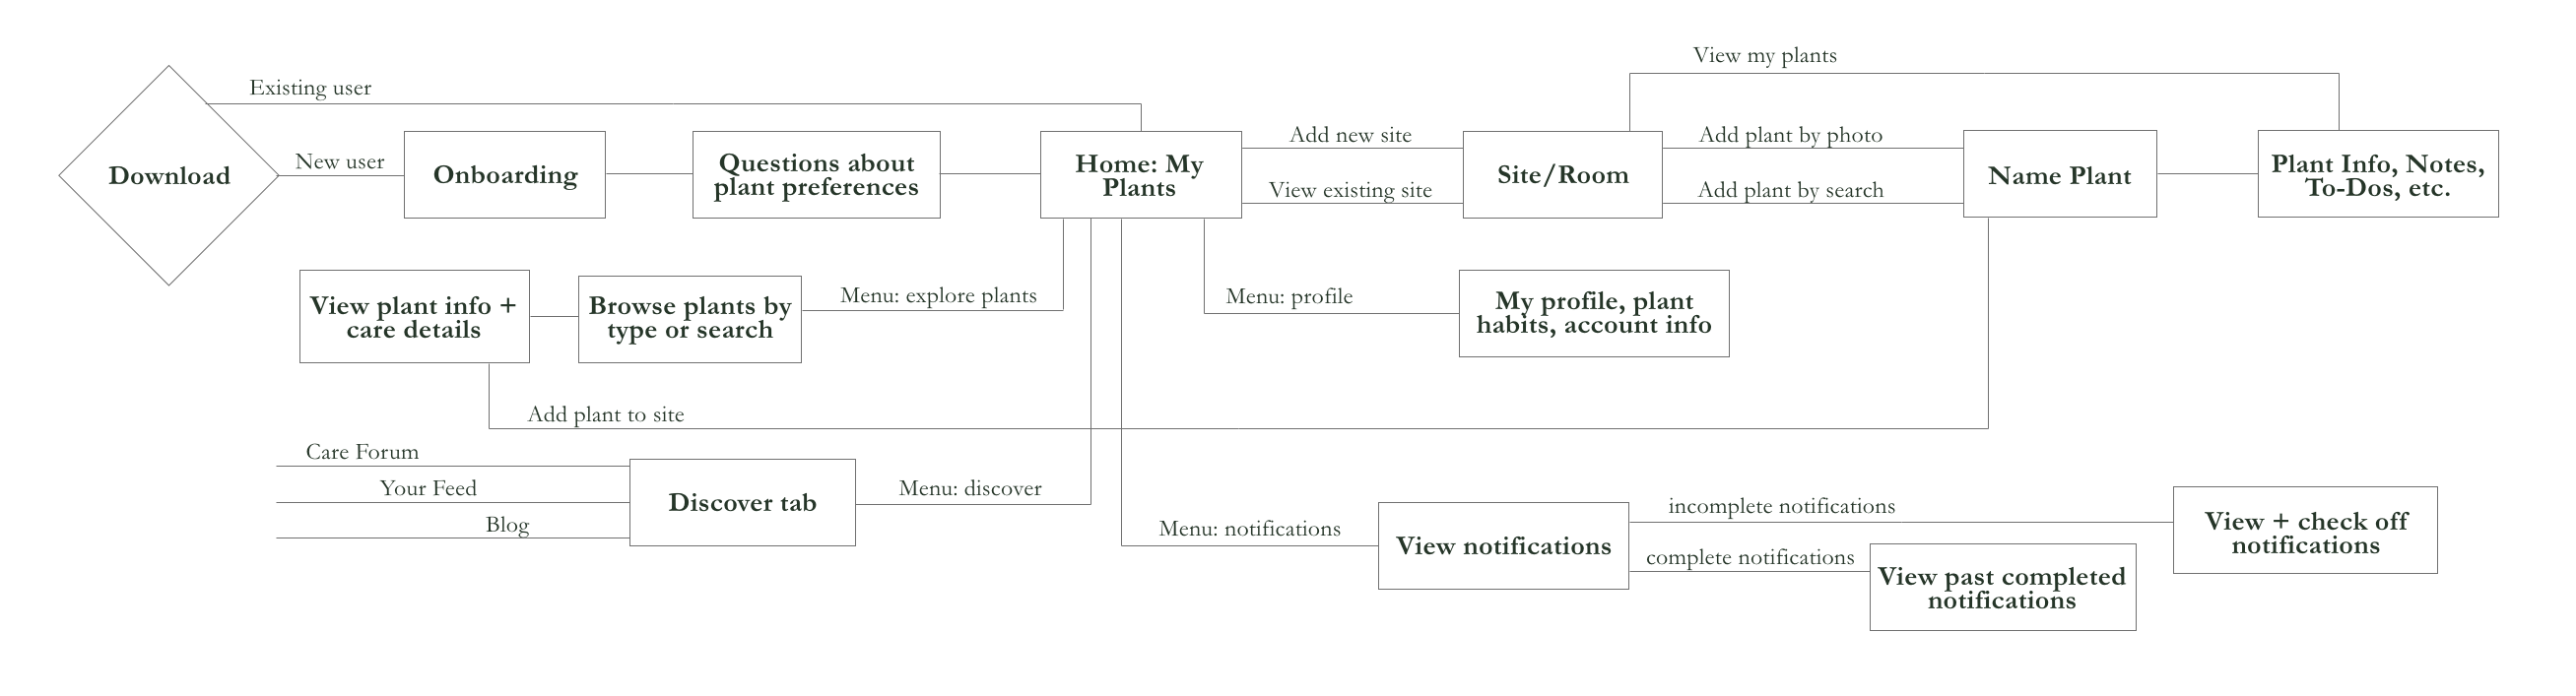 View my plants
Existing user
Download
New user
Onboarding
Questions about
plant preferences
Home: My
Plants
Add new site
View existing site
Site/Room
Add plant by photo
Add plant by search
Name Plant
Plant Info, Notes,
To-Dos, etc.
View plant info +
care details
Browse plants by
type or search
Menu: explore plants
Menu: profile
My profile, plant
habits, account info
Add plant to site
Care Forum
Your Feed
Blog
Discover tab
Menu: discover
Menu: notifications
View notifications
incomplete notifications
complete notifications
View + check off
notifications
View past completed
notifications